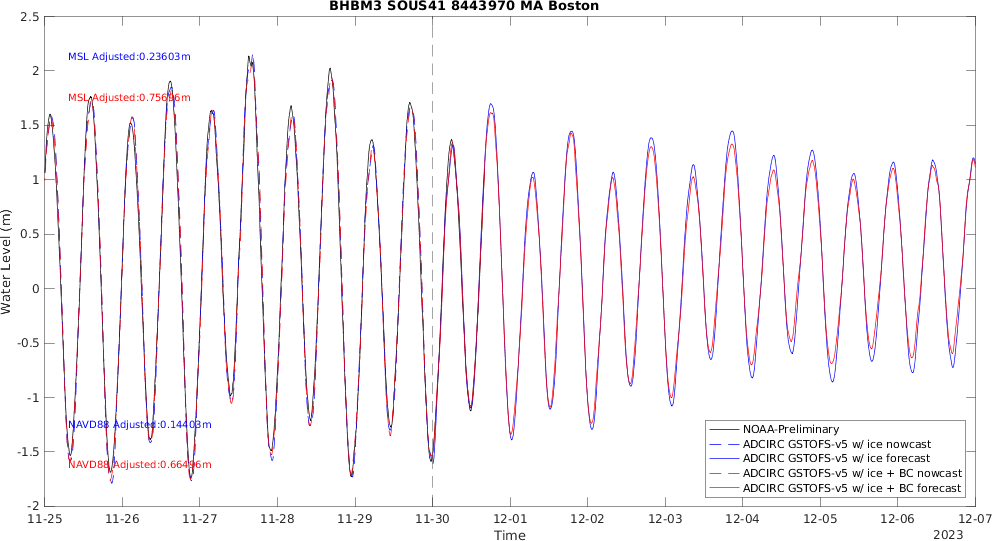 BHBM3 SOUS41 8443970 MA Boston
2.5
2
1.5
1
0.5
0
-0.5
-1
-1.5
-2
Water Level (m)
MSL Adjusted:0.23603m
MSL Adjusted:0.75696m
NAVD88 Adjusted:0.14403m
NAVD88 Adjusted:0.66496m
NOAA-Preliminary
ADCIRC GSTOFS-v5 w/ ice nowcast
ADCIRC GSTOFS-v5 w/ ice forecast
ADCIRC GSTOFS-v5 w/ ice + BC nowcast
ADCIRC GSTOFS-v5 w/ ice + BC forecast
11-25 11-26 11-27 11-28 11-29 11-30 12-01 12-02 12-03 12-04 12-05 12-06 12-07
Time
2023